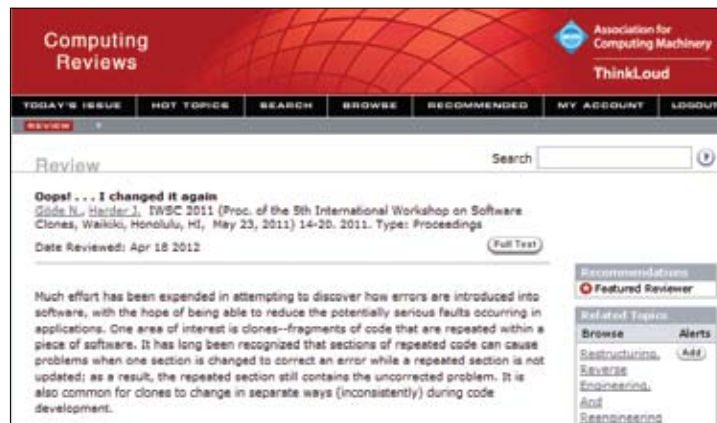 Computing
Reviews
Association for
Computing Machinery
ThinkLoud
TODAY'S ISSUE HOT TOPICS SEARCH BROWSE RECOMMENDED MY ACCOUNT LOGOUT
REVIEW
Review
Search
Oops! . . . I changed it again
Göde N., Harder J. IWSC 2011 (Proc. of the 5th International Workshop on Software
Clones, Waikiki, Honolulu, HI, May 23, 2011) 14-20. 2011. Type: Proceedings
Date Reviewed: Apr 18 2012
Full Text
Much effort has been expended in attempting to discover how errors are introduced into
software, with the hope of being able to reduce the potentially serious faults occurring in
applications. One area of interest is clones--fragments of code that are repeated within a
piece of software. It has long been recognized that sections of repeated code can cause
problems when one section is changed to correct an error while a repeated section is not
updated; as a result, the repeated section still contains the uncorrected problem. It is
also common for clones to change in separate ways (inconsistently) during code
development.
Recommendations
Featured Reviewer
Related Topics
Browse Alerts
Restructuring, Add
Reverse
Engineering,
And
Reengineering